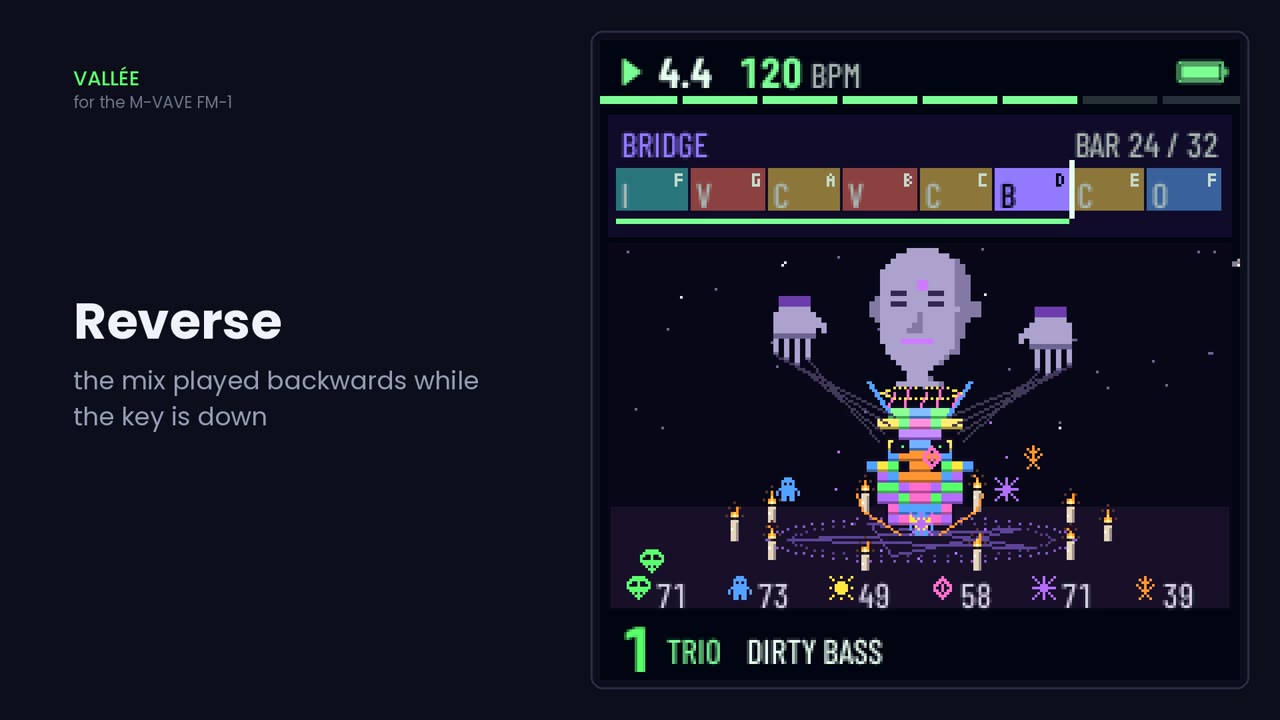 VALLÉE
for the M-VAVE FM-1
Reverse
the mix played backwards while
the key is down
4.4 120 BPM
BRIDGE BAR 24 / 32
I F V G C A V B C C B D C E O F
71 73 49 58 71 39
1 TRIO DIRTY BASS